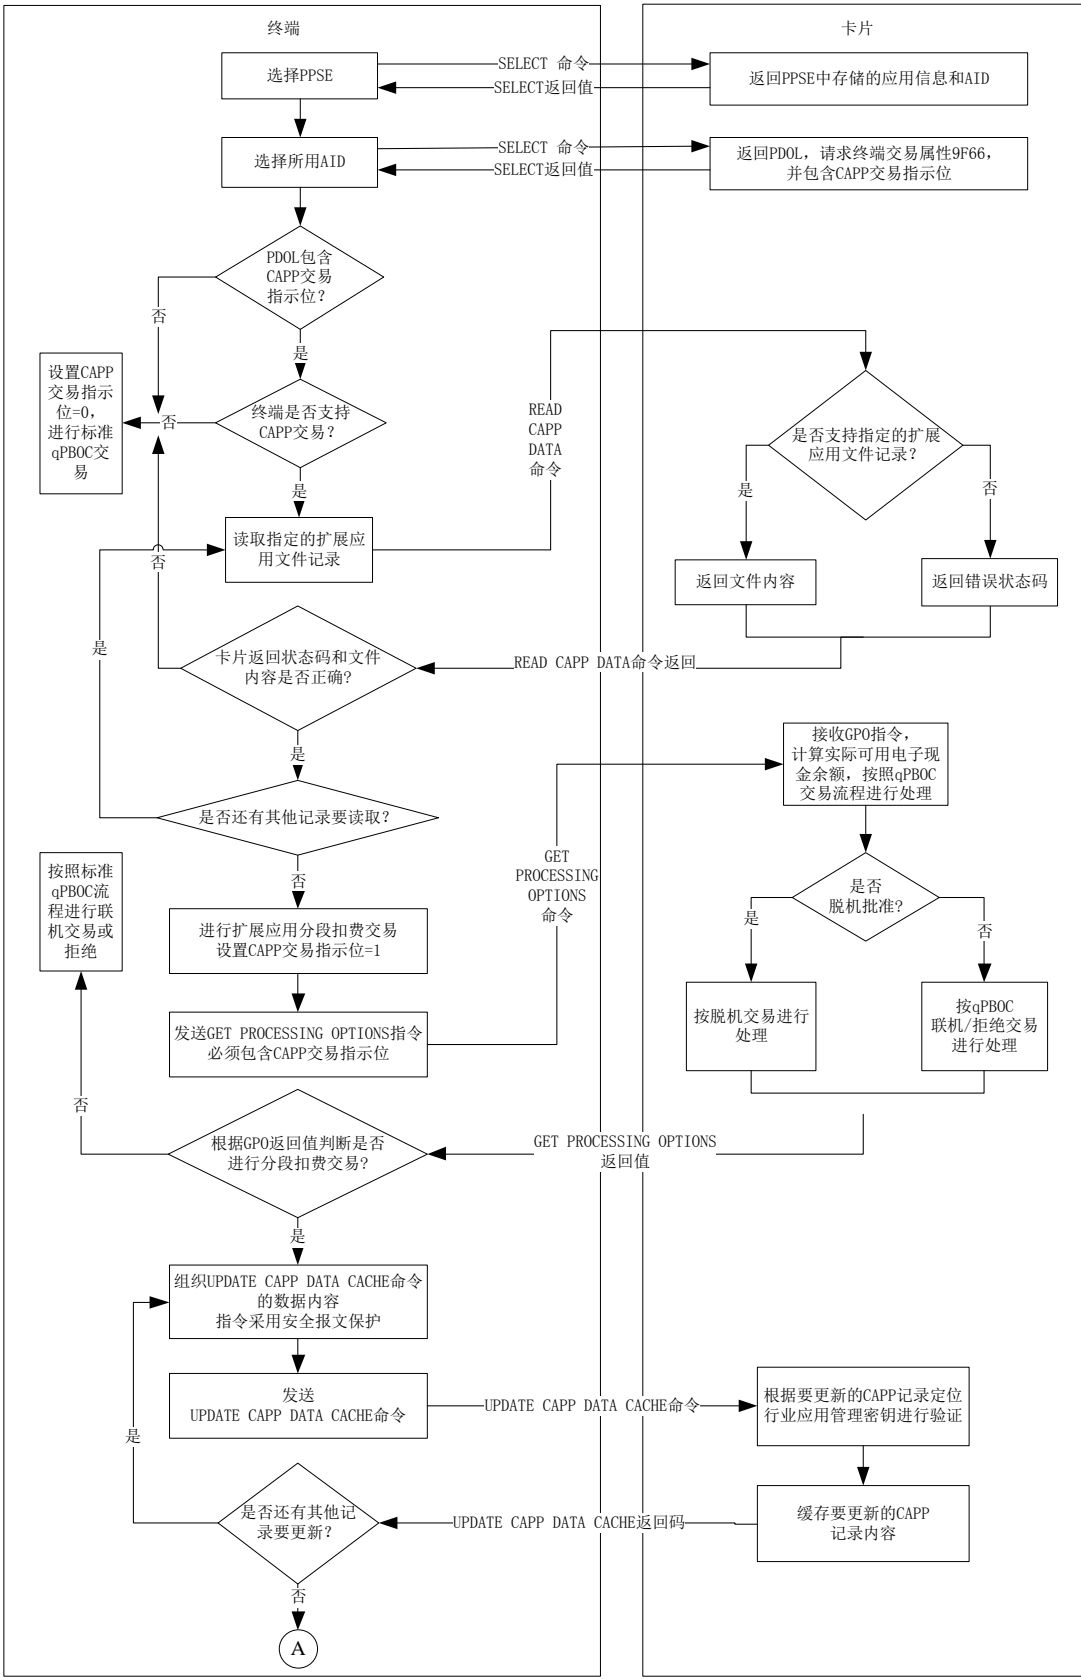 终端
卡片
选择PPSE
SELECT 命令
SELECT返回值
返回PPSE中存储的应用信息和AID
选择所用AID
SELECT 命令
SELECT返回值
返回PDOL，请求终端交易属性9F66，
并包含CAPP交易指示位
PDOL包含
CAPP交易
指示位？
否
是
设置CAPP
交易指示
位=0，
进行标准
qPBOC交
易
否
终端是否支持
CAPP交易？
READ
CAPP
DATA
命令
是否支持指定的扩展
应用文件记录？
是
是
否
读取指定的扩展应
用文件记录
否
返回文件内容
返回错误状态码
是
卡片返回状态码和文件
内容是否正确？
READ CAPP DATA命令返回
是
接收GPO指令，
计算实际可用电子现
金余额，按照qPBOC
交易流程进行处理
是否还有其他记录要读取？
按照标准
qPBOC流
程进行联
机交易或
拒绝
否
GET
PROCESSING
OPTIONS
命令
是否
脱机批准？
是
否
进行扩展应用分段扣费交易
设置CAPP交易指示位=1
发送GET PROCESSING OPTIONS指令
必须包含CAPP交易指示位
按脱机交易进行
处理
按qPBOC
联机/拒绝交易
进行处理
否
根据GPO返回值判断是否
进行分段扣费交易？
GET PROCESSING OPTIONS
返回值
是
组织UPDATE CAPP DATA CACHE命令
的数据内容
指令采用安全报文保护
发送
UPDATE CAPP DATA CACHE命令
UPDATE CAPP DATA CACHE命令
根据要更新的CAPP记录定位
行业应用管理密钥进行验证
是
是否还有其他记
录要更新？
UPDATE CAPP DATA CACHE返回码
缓存要更新的CAPP
记录内容
否
A